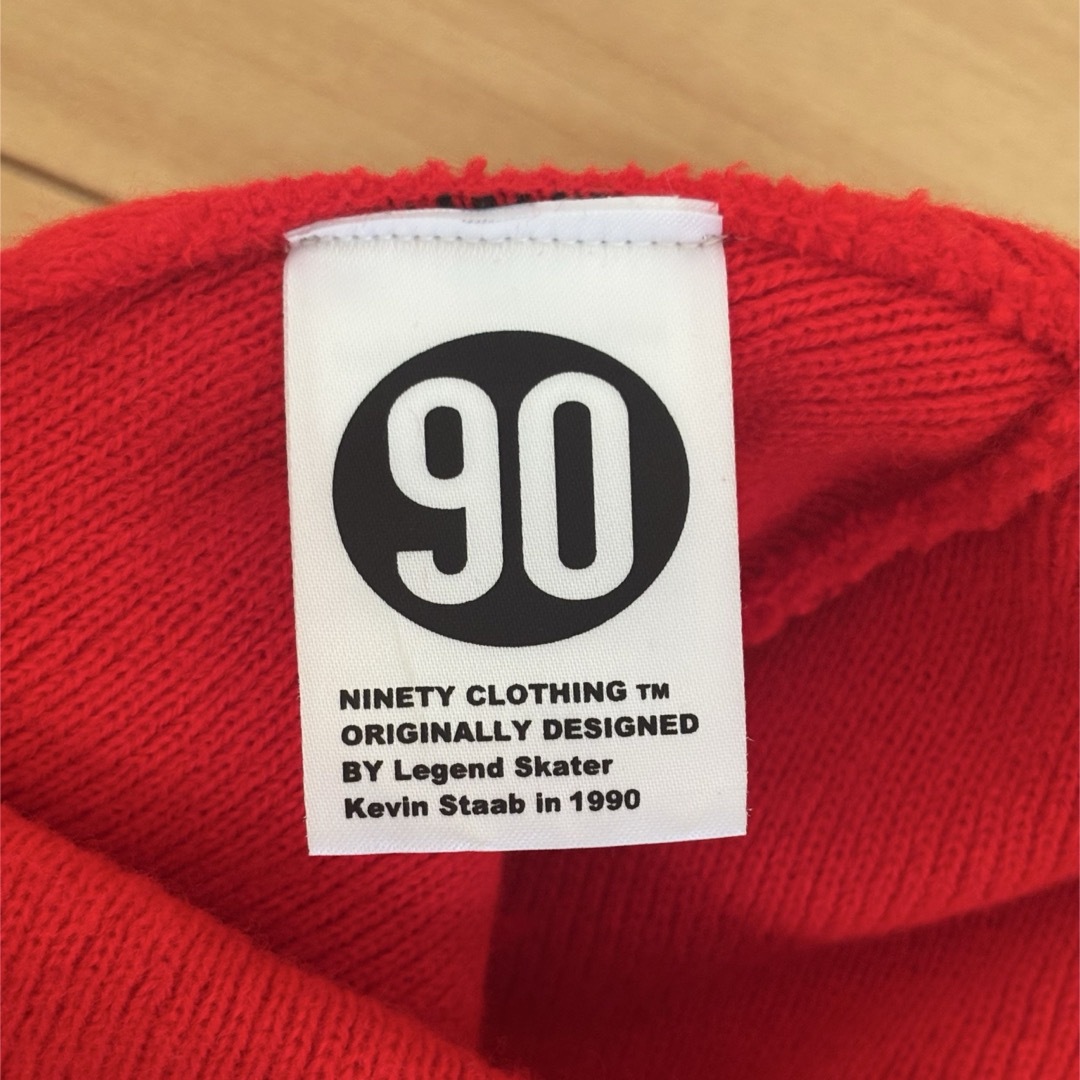 90
NINETY CLOTHING TM
ORIGINALLY DESIGNED
BY Legend Skater
Kevin Staab in 1990